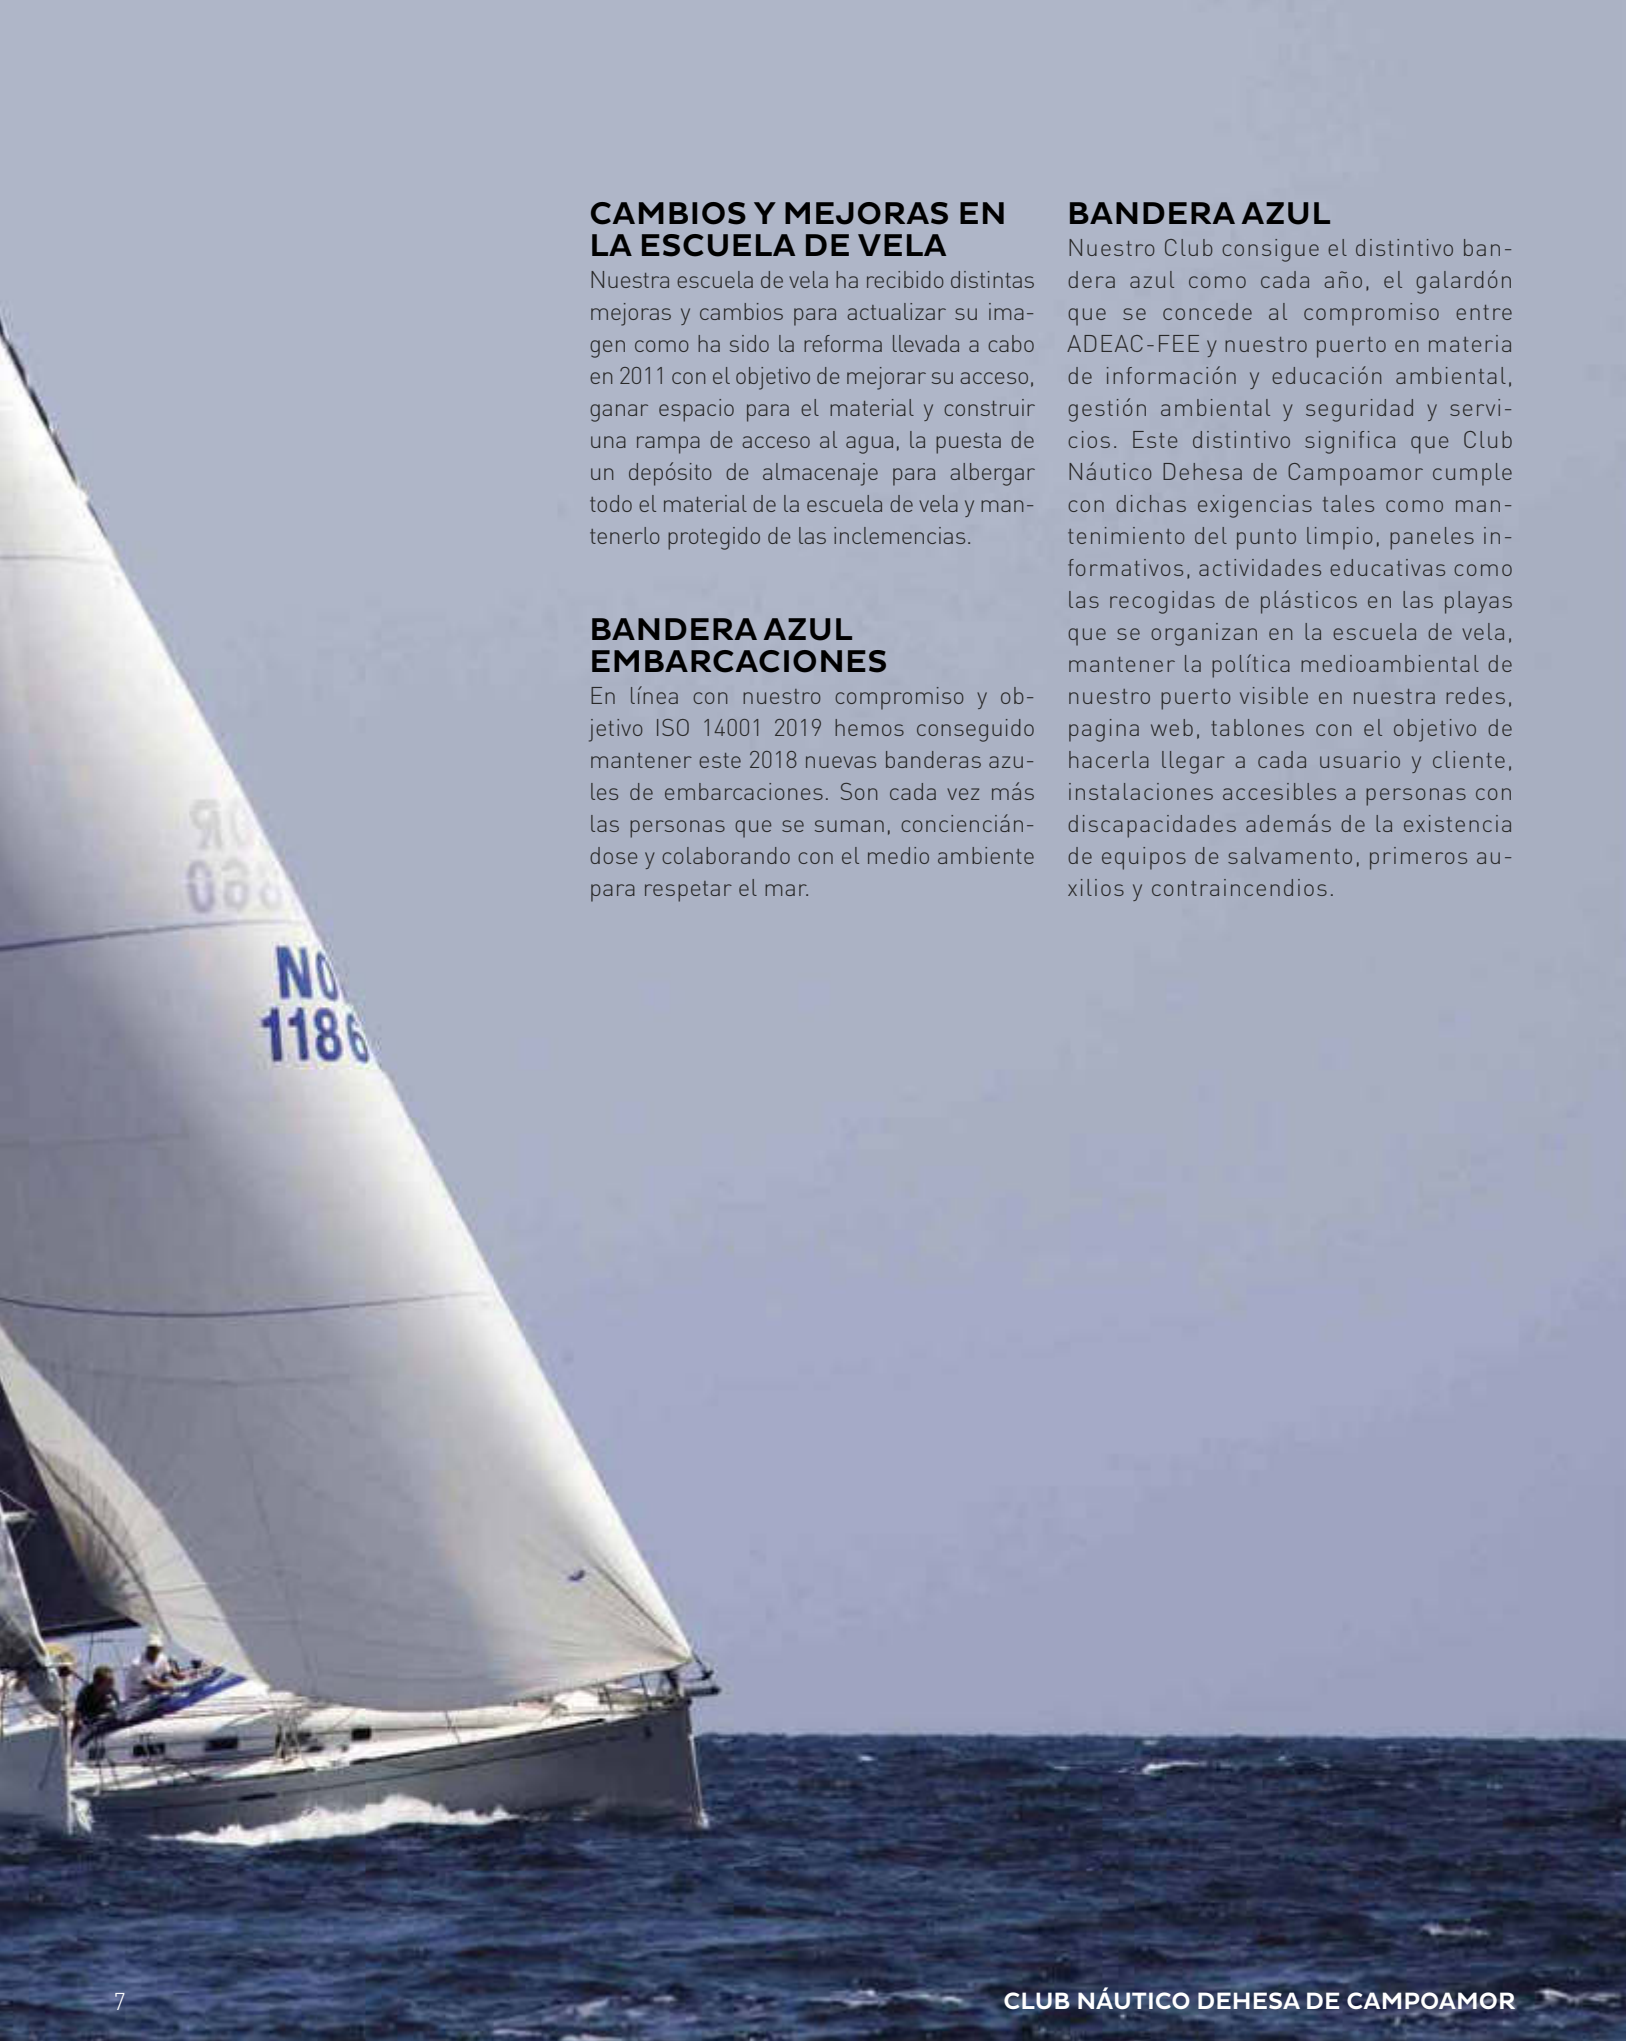 CAMBIOS Y MEJORAS EN
LA ESCUELA DE VELA
Nuestra escuela de vela ha recibido distintas
mejoras y cambios para actualizar su ima-
gen como ha sido la reforma llevada a cabo
en 2011 con el objetivo de mejorar su acceso,
ganar espacio para el material y construir
una rampa de acceso al agua, la puesta de
un depósito de almacenaje para albergar
todo el material de la escuela de vela y man-
tenerlo protegido de las inclemencias.
BANDERA AZUL
EMBARCACIONES
En línea con nuestro compromiso y ob-
jetivo ISO 14001 2019 hemos conseguido
mantener este 2018 nuevas banderas azu-
les de embarcaciones. Son cada vez más
las personas que se suman, conciencián-
dose y colaborando con el medio ambiente
para respetar el mar.
BANDERA AZUL
Nuestro Club consigue el distintivo ban-
dera azul como cada año, el galardón
que se concede al compromiso entre
ADEAC-FEE y nuestro puerto en materia
de información y educación ambiental,
gestión ambiental y seguridad y servi-
cios. Este distintivo significa que Club
Náutico Dehesa de Campoamor cumple
con dichas exigencias tales como man-
tenimiento del punto limpio, paneles in-
formativos, actividades educativas como
las recogidas de plásticos en las playas
que se organizan en la escuela de vela,
mantener la política medioambiental de
nuestro puerto visible en nuestra redes,
pagina web, tablones con el objetivo de
hacerla llegar a cada usuario y cliente,
instalaciones accesibles a personas con
discapacidades además de la existencia
de equipos de salvamento, primeros au-
xilios y contraincendios.
NO
1186
7
CLUB NÁUTICO DEHESA DE CAMPOAMOR